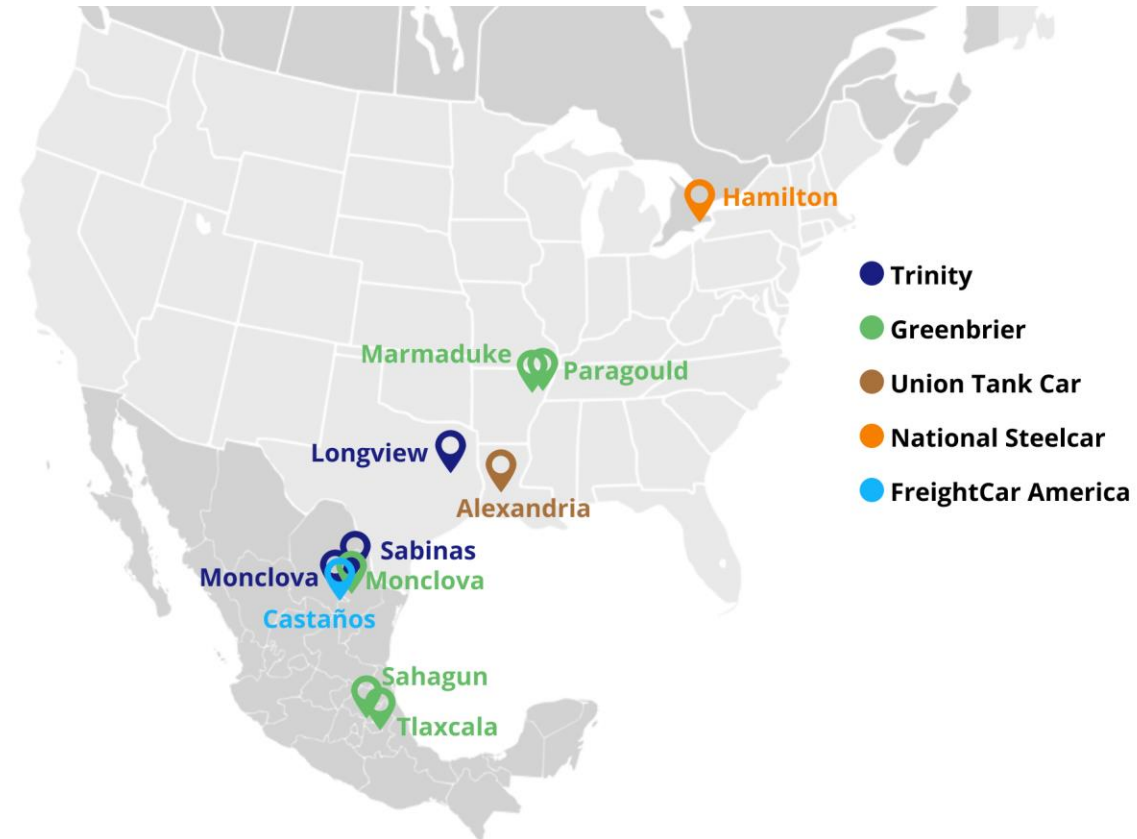 Hamilton
Trinity
Greenbrier
Marmaduke
Paragould
Union Tank Car
National Steelcar
Longview
FreightCar America
Alexandria
Sabinas
Monclova
Monclova
Castaños
Sahagun
Tlaxcala